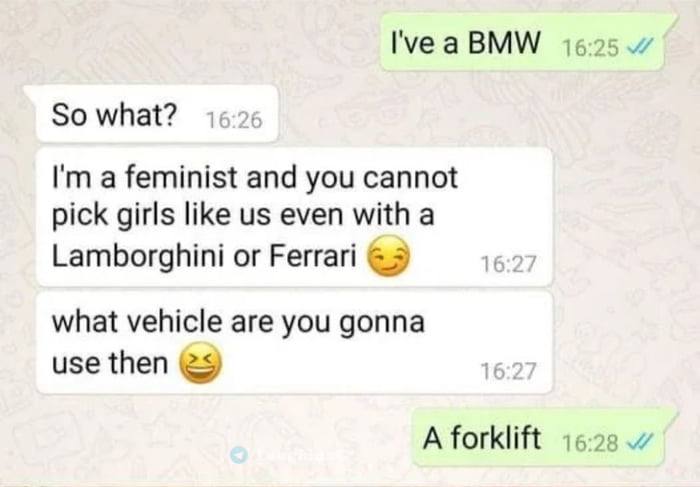 I've a BMW 16:25
So what? 16:26
I'm a feminist and you cannot
pick girls like us even with a
Lamborghini or Ferrari 😏 16:27
what vehicle are you gonna
use then 😆 16:27
A forklift 16:28